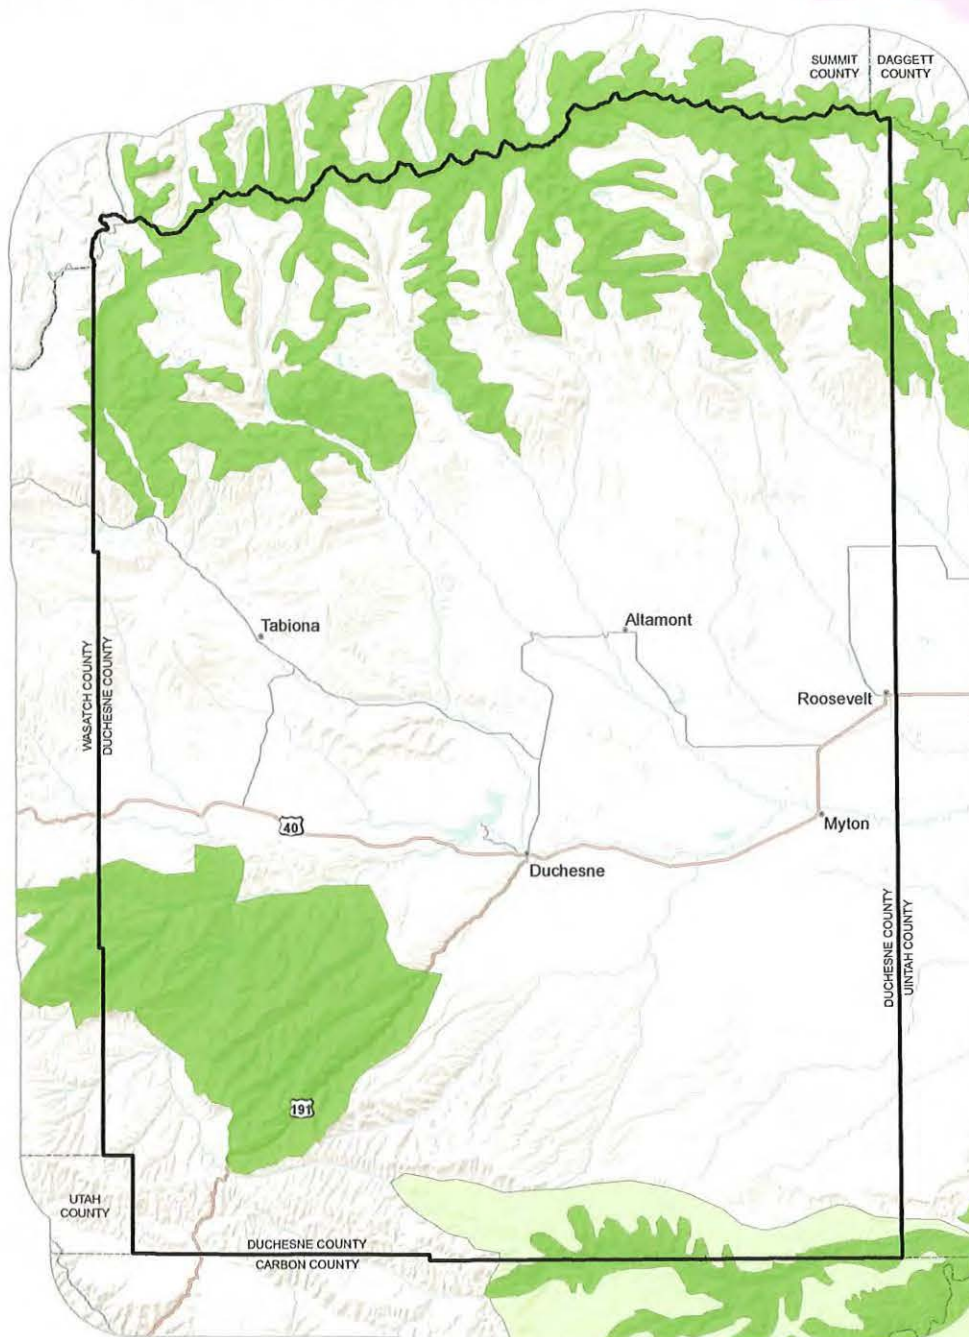 SUMMIT
COUNTY
DAGGETT
COUNTY
Tabiona
Altamont
WASATCH COUNTY
DUCHESNE COUNTY
Roosevelt
40
Myton
Duchesne
DUCHESNE COUNTY
UINTAH COUNTY
191
UTAH
COUNTY
DUCHESNE COUNTY
CARBON COUNTY